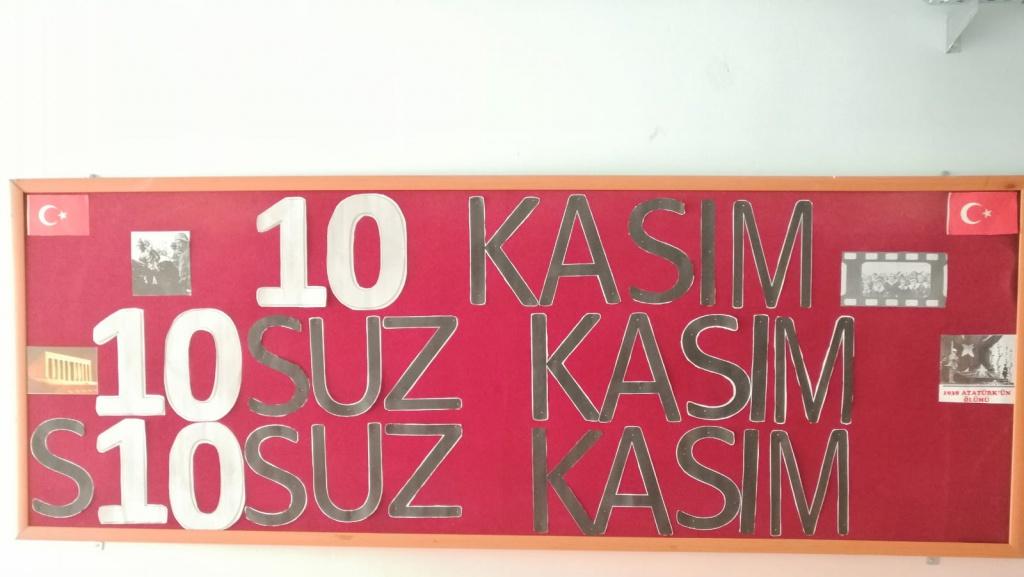 10 KASIM
10SUZ KASIM
S10SUZ KASIM
1938 ATATÜRK'ÜN
ÖLÜMÜ